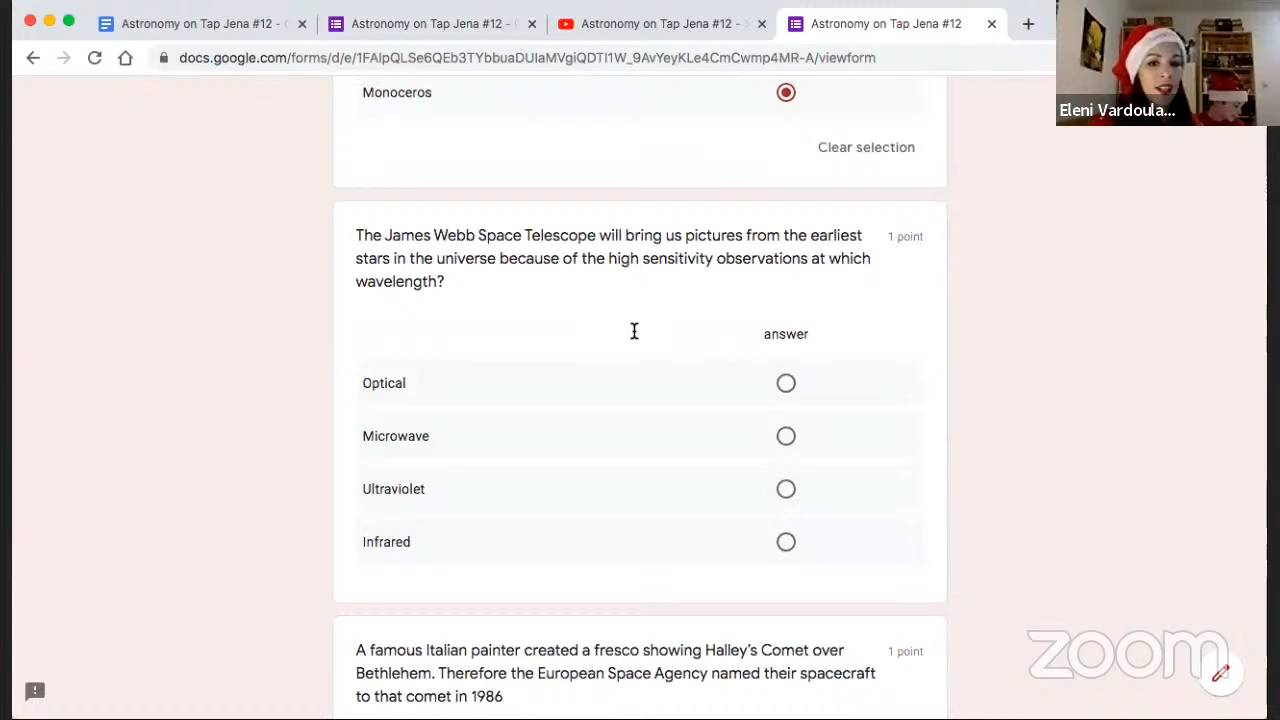 Astronomy on Tap Jena #12 -
Astronomy on Tap Jena #12 -
Astronomy on Tap Jena #12 -
Astronomy on Tap Jena #12
docs.google.com/forms/d/e/1FAIpQLSe6QEb3TYbbuaDUIaMVgiQDTI1W_9AvYeyKLe4CmCwmp4MR-A/viewform
Eleni Vardoula...
Monoceros
Clear selection
The James Webb Space Telescope will bring us pictures from the earliest
1 point
stars in the universe because of the high sensitivity observations at which
wavelength?
answer
Optical
Microwave
Ultraviolet
Infrared
A famous Italian painter created a fresco showing Halley's Comet over
1 point
Bethlehem. Therefore the European Space Agency named their spacecraft
to that comet in 1986
zoom